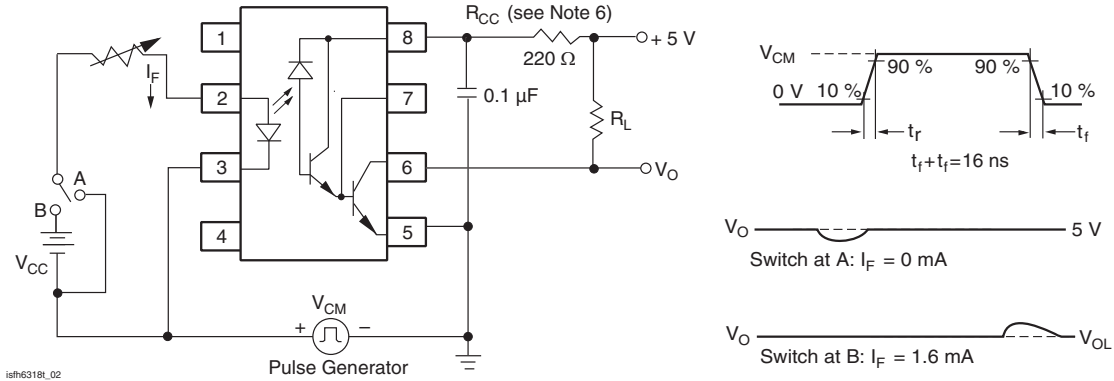 R_CC (see Note 6)
220 Ω
+ 5 V
I_F
1
2
3
4
8
7
6
5
0.1 µF
R_L
V_O
A
B
V_CC
V_CM
+
–
Pulse Generator
isfh6318t_02
V_CM
90 %
90 %
0 V
10 %
10 %
t_r
t_f
t_f+t_f=16 ns
V_O
5 V
Switch at A: I_F = 0 mA
V_O
V_OL
Switch at B: I_F = 1.6 mA